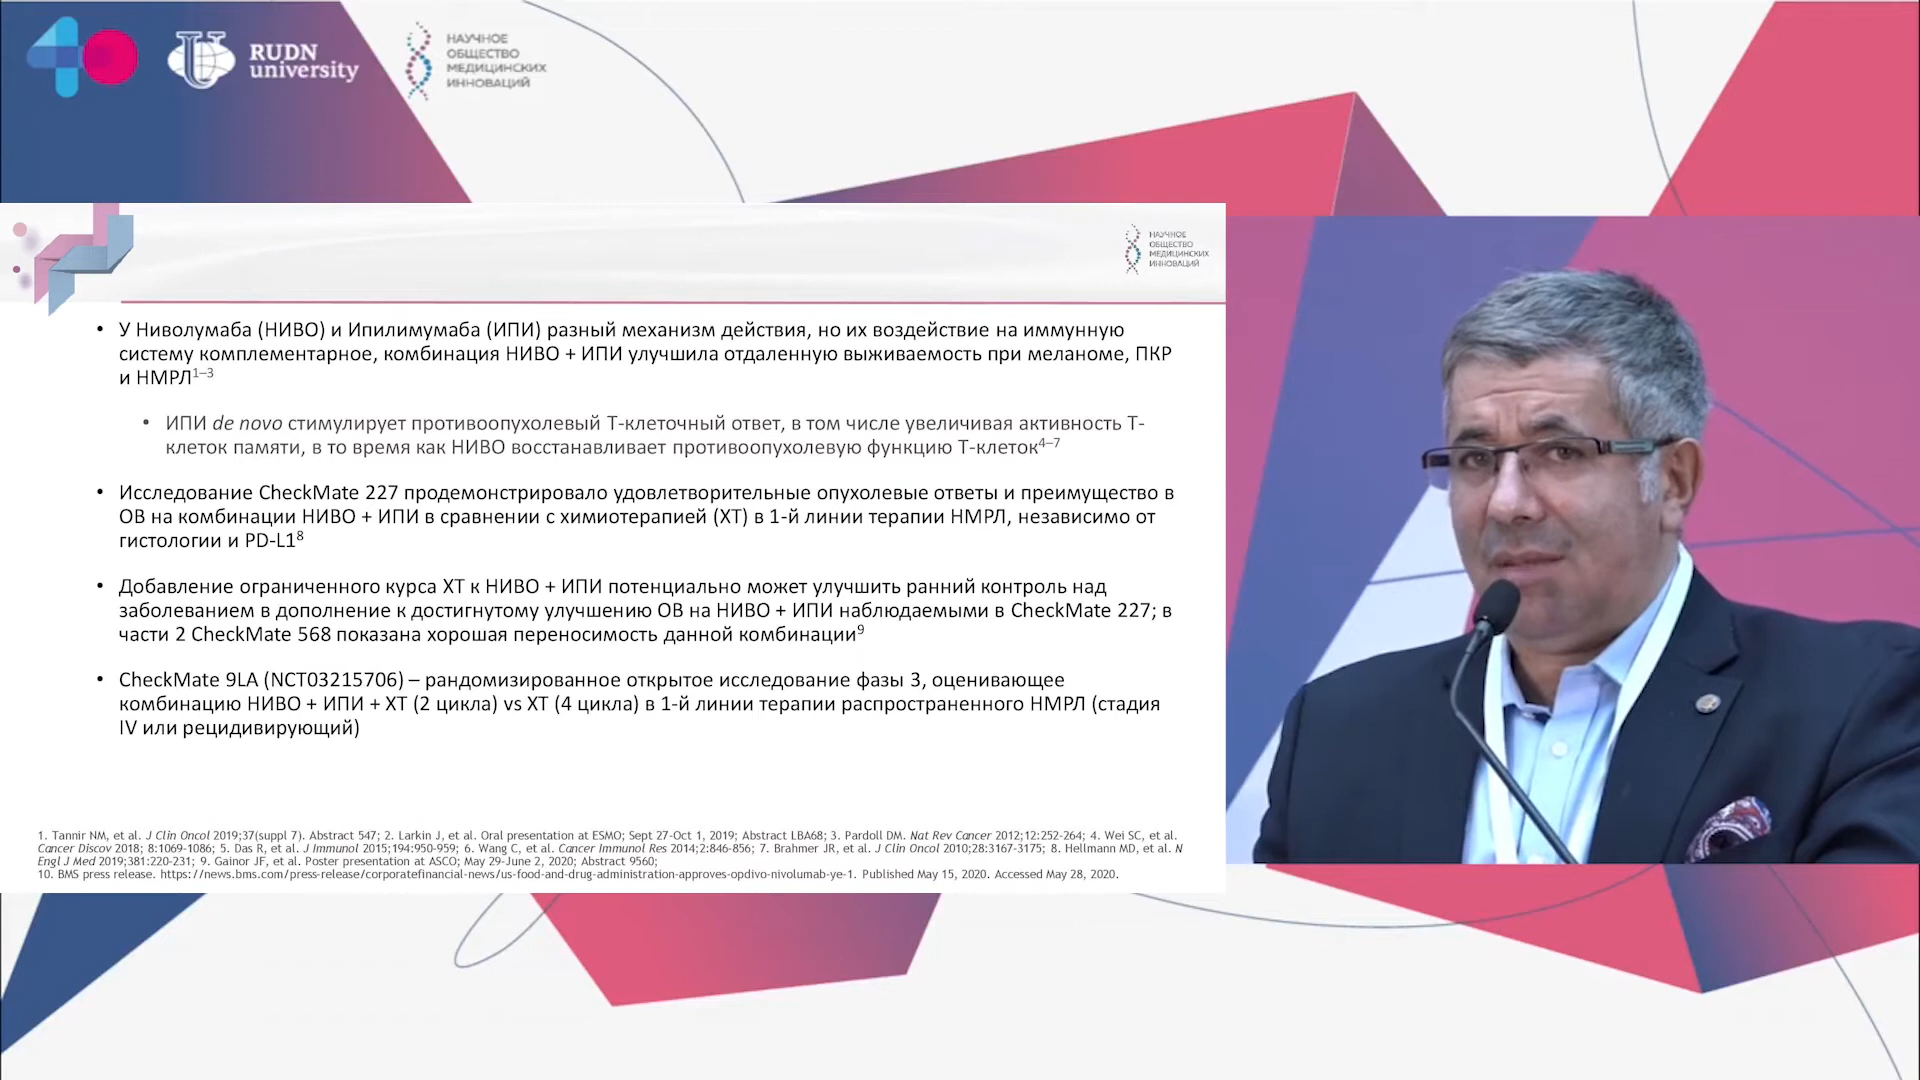 40
RUDN
university
НАУЧНОЕ
ОБЩЕСТВО
МЕДИЦИНСКИХ
ИННОВАЦИЙ
НАУЧНОЕ
ОБЩЕСТВО
МЕДИЦИНСКИХ
ИННОВАЦИЙ
• У Ниволумаба (НИВО) и Ипилимумаба (ИПИ) разный механизм действия, но их воздействие на иммунную
систему комплементарное, комбинация НИВО + ИПИ улучшила отдаленную выживаемость при меланоме, ПКР
и НМРЛ1–3
• ИПИ de novo стимулирует противоопухолевый Т-клеточный ответ, в том числе увеличивая активность Т-
клеток памяти, в то время как НИВО восстанавливает противоопухолевую функцию Т-клеток4–7
• Исследование CheckMate 227 продемонстрировало удовлетворительные опухолевые ответы и преимущество в
ОВ на комбинации НИВО + ИПИ в сравнении с химиотерапией (ХТ) в 1-й линии терапии НМРЛ, независимо от
гистологии и PD-L18
• Добавление ограниченного курса ХТ к НИВО + ИПИ потенциально может улучшить ранний контроль над
заболеванием в дополнение к достигнутому улучшению ОВ на НИВО + ИПИ наблюдаемыми в CheckMate 227; в
части 2 CheckMate 568 показана хорошая переносимость данной комбинации9
• CheckMate 9LA (NCT03215706) – рандомизированное открытое исследование фазы 3, оценивающее
комбинацию НИВО + ИПИ + ХТ (2 цикла) vs ХТ (4 цикла) в 1-й линии терапии распространенного НМРЛ (стадия
IV или рецидивирующий)
1. Tannir NM, et al. J Clin Oncol 2019;37(suppl 7). Abstract 547; 2. Larkin J, et al. Oral presentation at ESMO; Sept 27-Oct 1, 2019; Abstract LBA68; 3. Pardoll DM. Nat Rev Cancer 2012;12:252-264; 4. Wei SC, et al.
Cancer Discov 2018; 8:1069-1086; 5. Das R, et al. J Immunol 2015;194:950-959; 6. Wang C, et al. Cancer Immunol Res 2014;2:846-856; 7. Brahmer JR, et al. J Clin Oncol 2010;28:3167-3175; 8. Hellmann MD, et al. N
Engl J Med 2019;381:220-231; 9. Gainor JF, et al. Poster presentation at ASCO; May 29-June 2, 2020; Abstract 9560;
10. BMS press release. https://news.bms.com/press-release/corporatefinancial-news/us-food-and-drug-administration-approves-opdivo-nivolumab-ye-1. Published May 15, 2020. Accessed May 28, 2020.